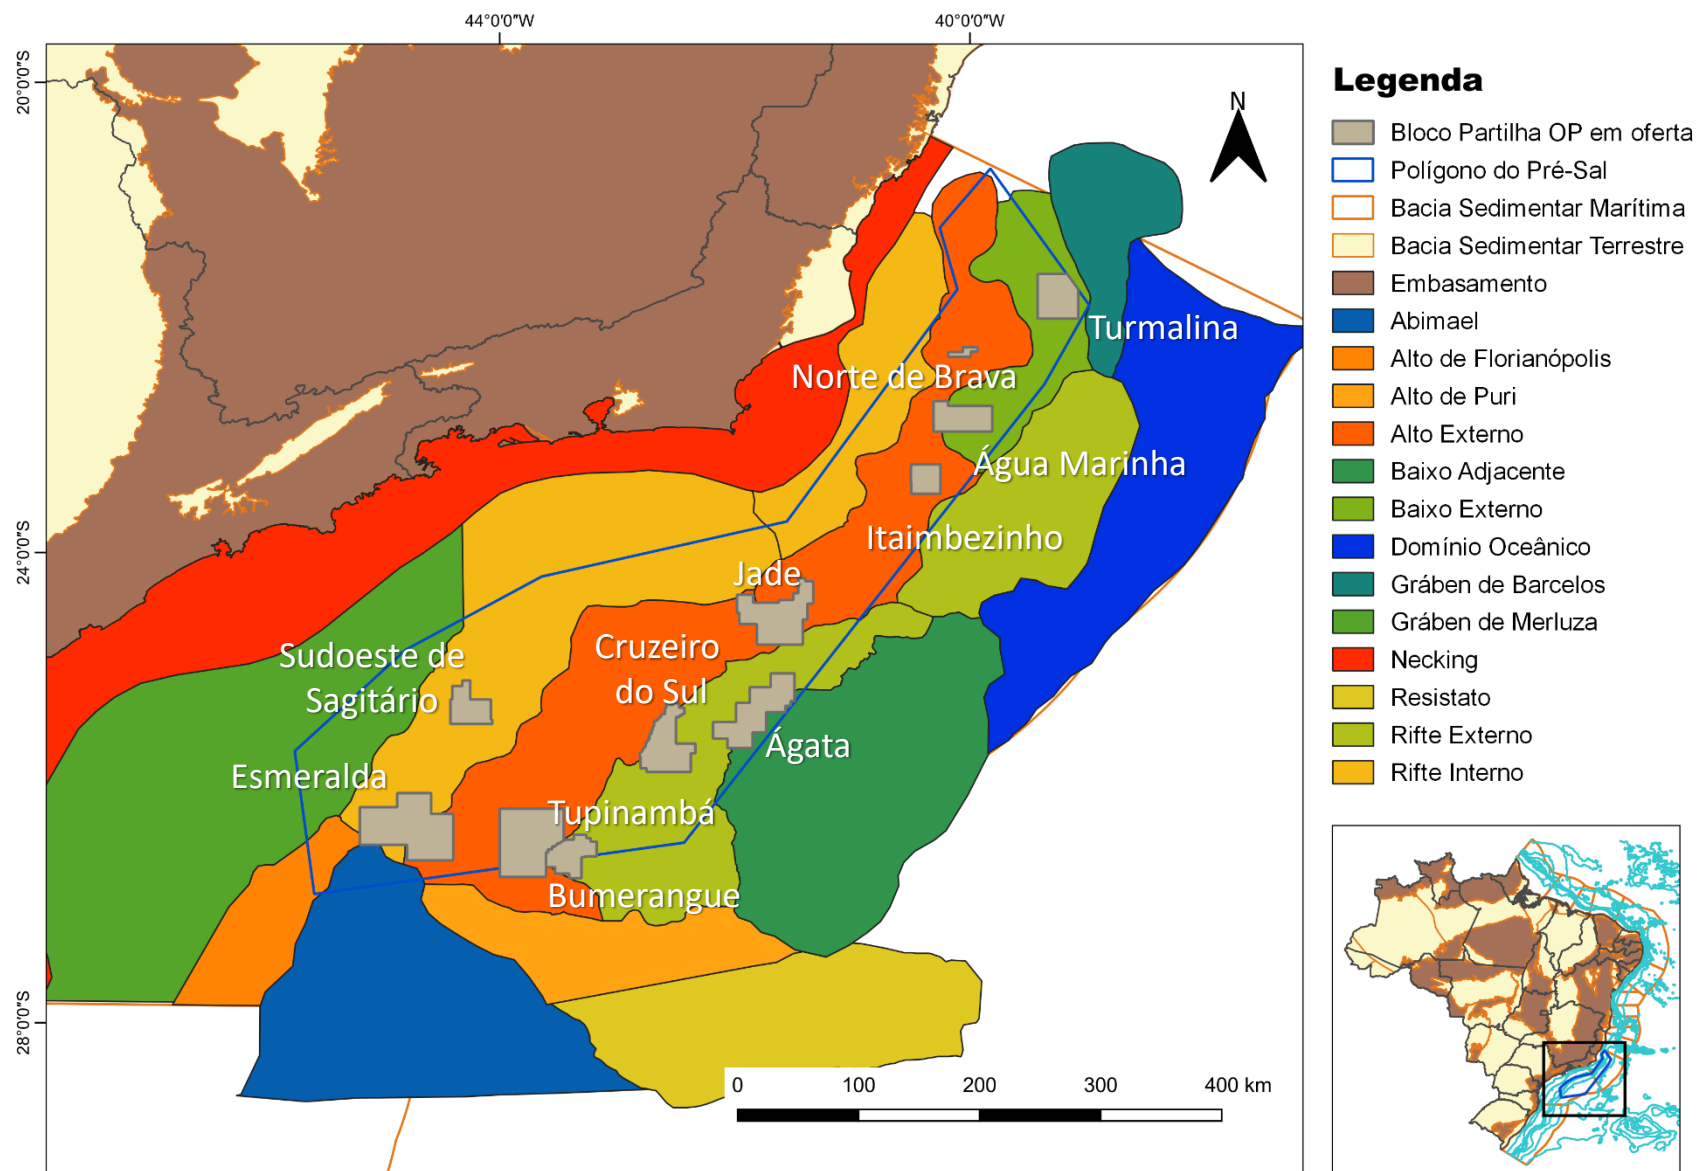 44°0'0"W
40°0'0"W
20°0'0"S
24°0'0"S
28°0'0"S
N
Turmalina
Norte de Brava
Água Marinha
Itaimbezinho
Jade
Cruzeiro
do Sul
Sudoeste de
Sagitário
Ágata
Esmeralda
Tupinambá
Bumerangue
0 100 200 300 400 km
Legenda
Bloco Partilha OP em oferta
Polígono do Pré-Sal
Bacia Sedimentar Marítima
Bacia Sedimentar Terrestre
Embasamento
Abimael
Alto de Florianópolis
Alto de Puri
Alto Externo
Baixo Adjacente
Baixo Externo
Domínio Oceânico
Gráben de Barcelos
Gráben de Merluza
Necking
Resistato
Rifte Externo
Rifte Interno